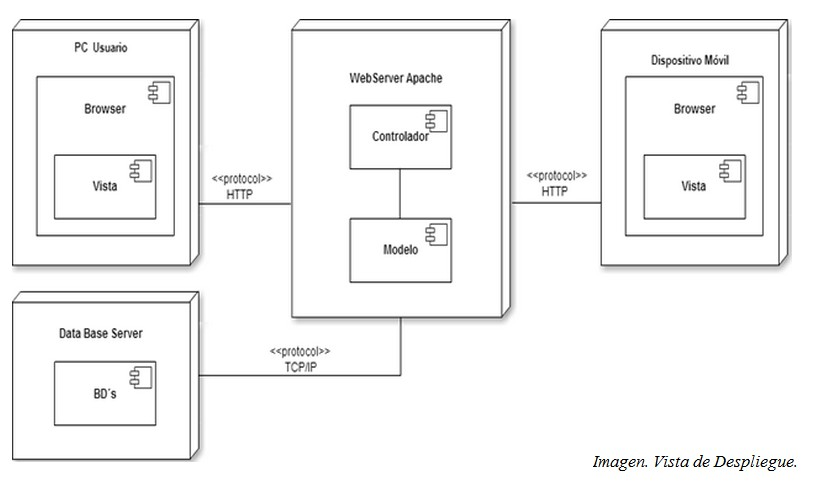 PC Usuario
Browser
Vista
<<protocol>>
HTTP
WebServer Apache
Controlador
Modelo
<<protocol>>
HTTP
Dispositivo Móvil
Browser
Vista
Data Base Server
BD´s
<<protocol>>
TCP/IP
Imagen. Vista de Despliegue.